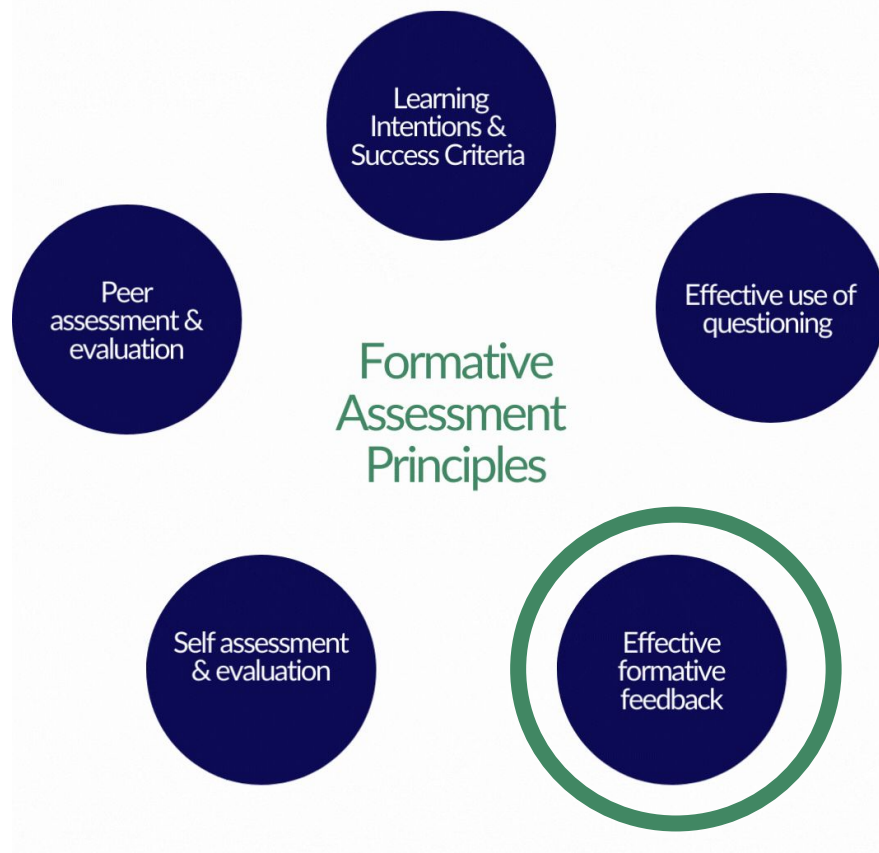 Learning
Intentions &
Success Criteria
Peer
assessment &
evaluation
Effective use of
questioning
Formative
Assessment
Principles
Self assessment
& evaluation
Effective
formative
feedback